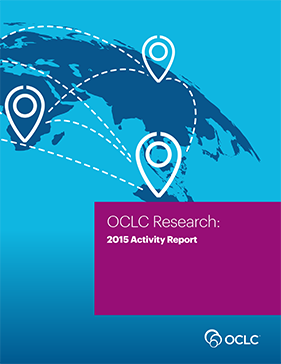 OCLC Research:
2015 Activity Report
OCLC